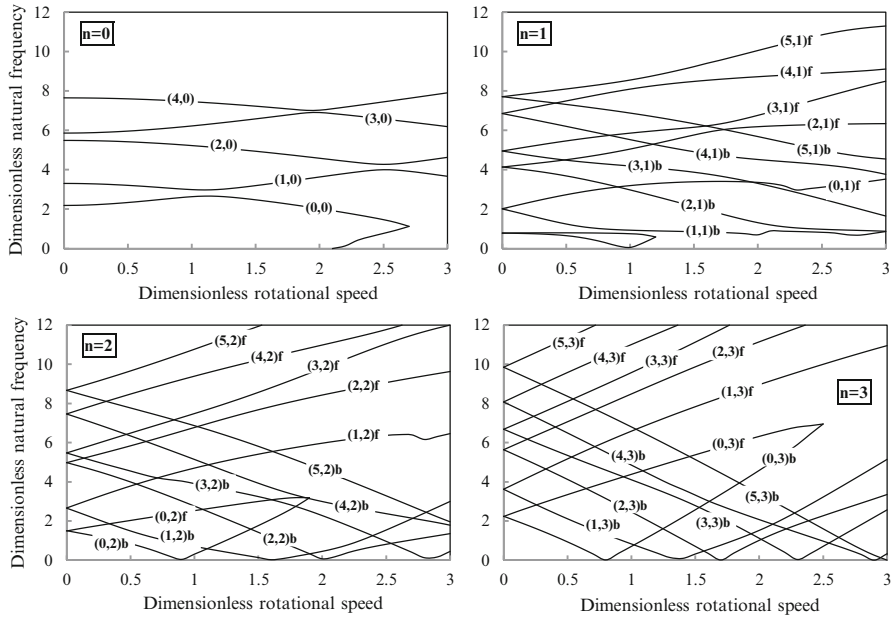 n=0
12
10
8
6
4
2
0
(4,0)
(3,0)
(2,0)
(1,0)
(0,0)
0 0.5 1 1.5 2 2.5 3
Dimensionless rotational speed
Dimensionless natural frequency
n=1
12
10
8
6
4
2
0
(5,1)f
(4,1)f
(3,1)f
(2,1)f
(5,1)b
(4,1)b
(3,1)b
(0,1)f
(2,1)b
(1,1)b
0 0.5 1 1.5 2 2.5 3
Dimensionless rotational speed
n=2
12
10
8
6
4
2
0
(5,2)f
(4,2)f
(3,2)f
(2,2)f
(1,2)f
(5,2)b
(3,2)b
(4,2)b
(0,2)f
(0,2)b
(1,2)b
(2,2)b
0 0.5 1 1.5 2 2.5 3
Dimensionless rotational speed
Dimensionless natural frequency
n=3
12
10
8
6
4
2
0
(5,3)f
(4,3)f
(3,3)f
(2,3)f
(1,3)f
(0,3)f
(4,3)b
(0,3)b
(5,3)b
(2,3)b
(1,3)b
(3,3)b
0 0.5 1 1.5 2 2.5 3
Dimensionless rotational speed